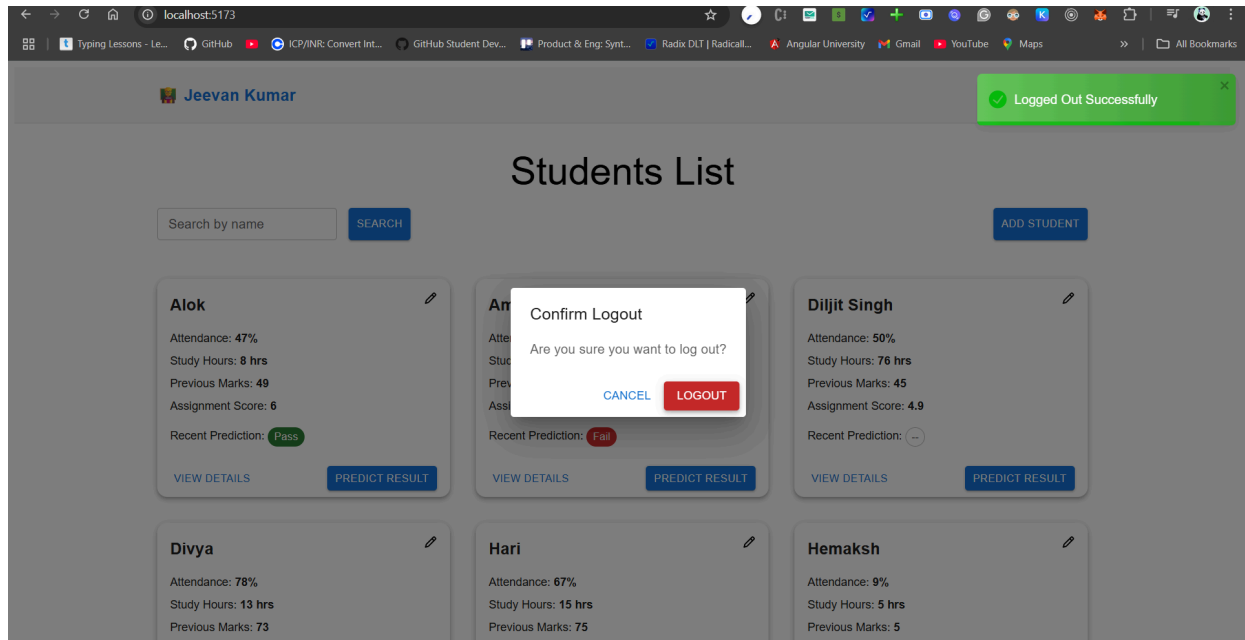 localhost:5173
Typing Lessons - Le... GitHub ICP/INR: Convert Int... GitHub Student Dev... Product & Eng: Synt... Radix DLT | Radicall... Angular University Gmail YouTube Maps » All Bookmarks
Jeevan Kumar
Logged Out Successfully
Students List
Search by name SEARCH ADD STUDENT
Alok
Attendance: 47%
Study Hours: 8 hrs
Previous Marks: 49
Assignment Score: 6
Recent Prediction: Pass
VIEW DETAILS PREDICT RESULT
Am
Atte
Stud
Prev
Assi
Recent Prediction: Fail
VIEW DETAILS PREDICT RESULT
Confirm Logout
Are you sure you want to log out?
CANCEL LOGOUT
Diljit Singh
Attendance: 50%
Study Hours: 76 hrs
Previous Marks: 45
Assignment Score: 4.9
Recent Prediction: --
VIEW DETAILS PREDICT RESULT
Divya
Attendance: 78%
Study Hours: 13 hrs
Previous Marks: 73
Hari
Attendance: 67%
Study Hours: 15 hrs
Previous Marks: 75
Hemaksh
Attendance: 9%
Study Hours: 5 hrs
Previous Marks: 5